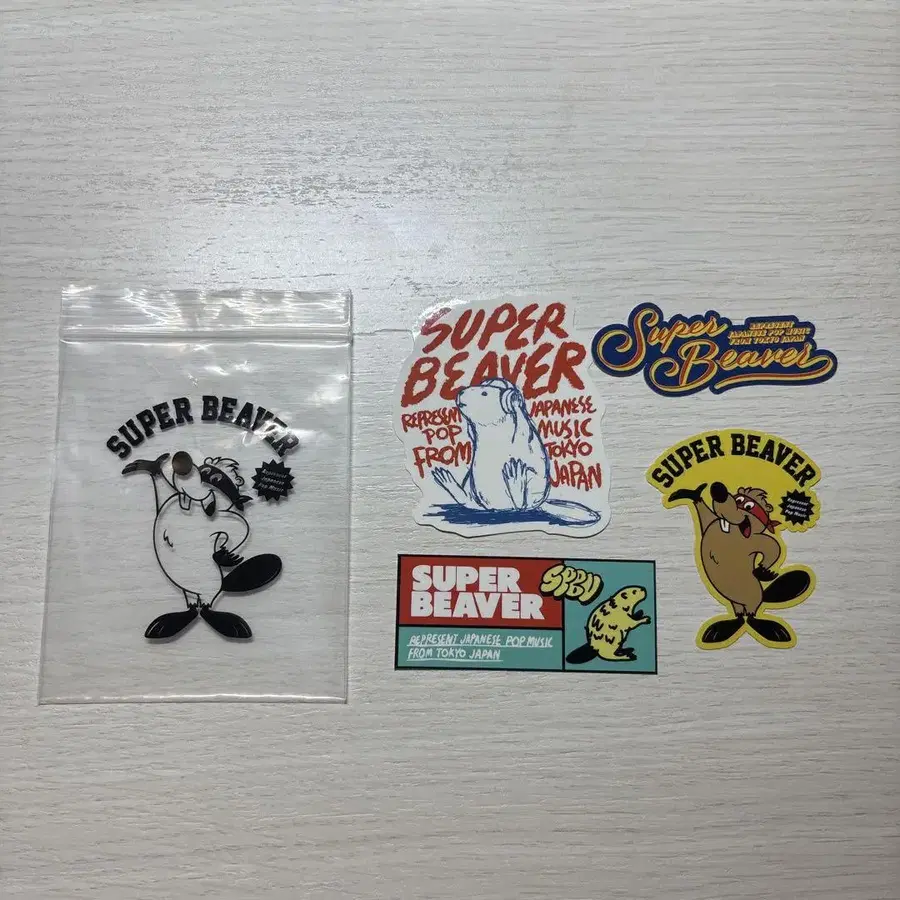 SUPER BEAVER
Represent
Japanese
Pop Music
SUPER
BEAVER
REPRESENT JAPANESE
POP MUSIC
FROM TOKYO
JAPAN
Super
Beaver
REPRESENT
JAPANESE POP MUSIC
FROM TOKYO JAPAN
SUPER BEAVER
Represent
Japanese
Pop Music
SUPER
BEAVER
SPBV
REPRESENT JAPANESE POP MUSIC
FROM TOKYO JAPAN